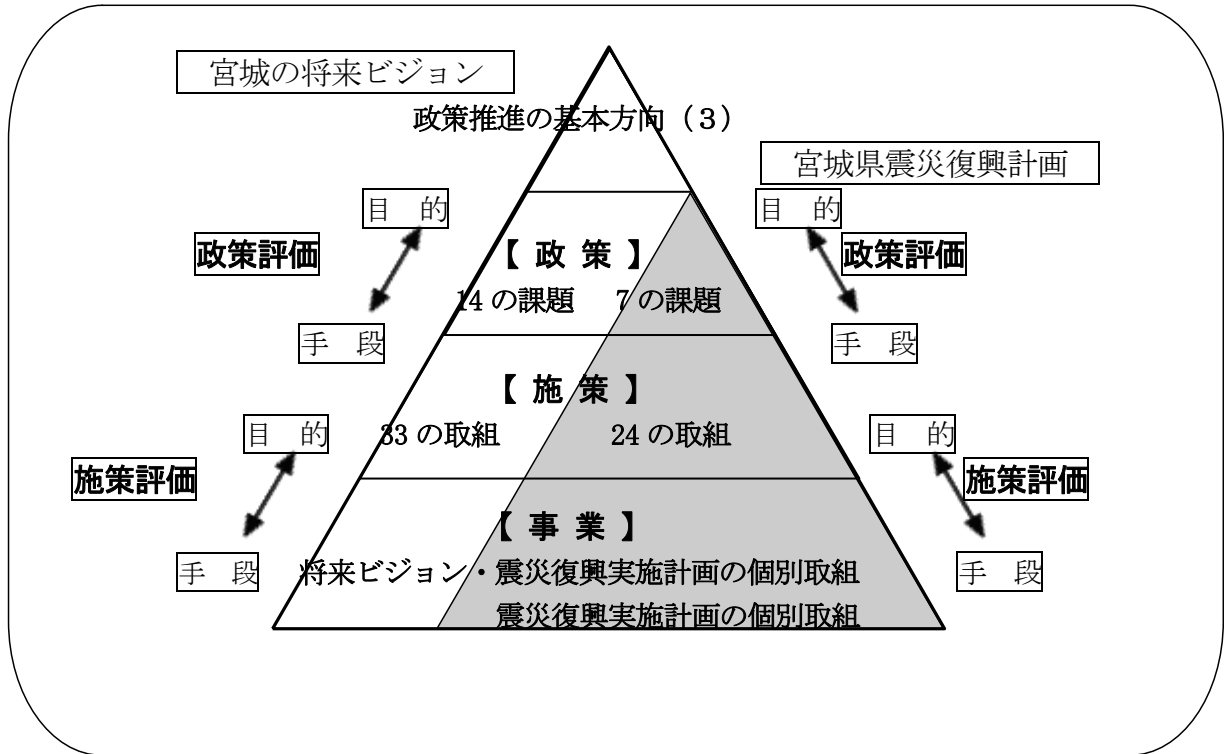 宮城の将来ビジョン
政策推進の基本方向（３）
宮城県震災復興計画
目　的
目　的
政策評価
政策評価
【 政 策 】
14 の課題
7 の課題
手　段
手　段
【 施 策 】
目　的
目　的
33 の取組
24 の取組
施策評価
施策評価
【 事 業 】
手　段
将来ビジョン・震災復興実施計画の個別取組
手　段
震災復興実施計画の個別取組